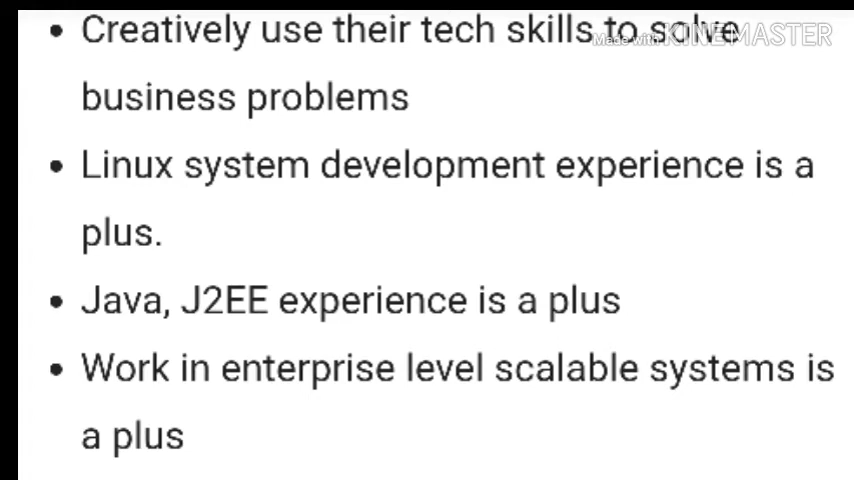 • Creatively use their tech skills to solve
Made with KINEMASTER
business problems
• Linux system development experience is a
plus.
• Java, J2EE experience is a plus
• Work in enterprise level scalable systems is
a plus